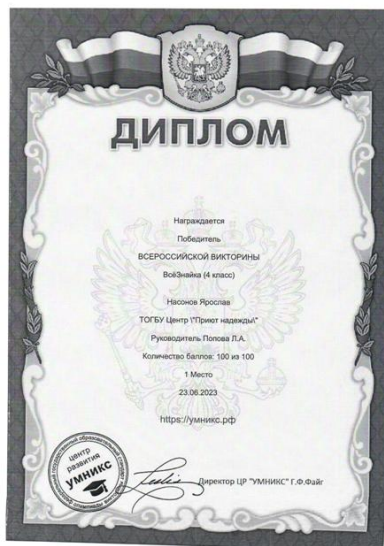 ДИПЛОМ
Награждается
Победитель
ВСЕРОССИЙСКОЙ ВИКТОРИНЫ
ВсёЗнайка (4 класс)
Насонов Ярослав
ТОГБУ Центр \"Приют надежды\"
Руководитель Попова Л.А.
Количество баллов: 100 из 100
1 Место
23.06.2023
https://умникс.рф
центр
развития
УМНИКС
Директор ЦР "УМНИКС" Г.Ф.Файг